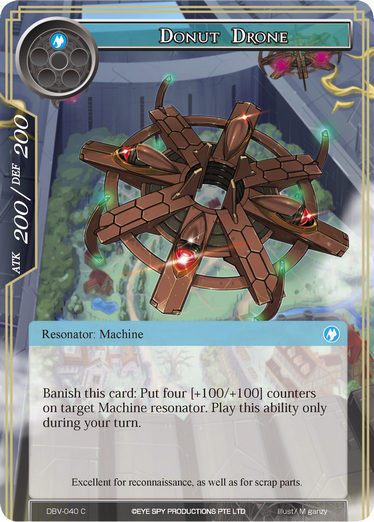 Donut Drone
ATK 200/ DEF 200
Resonator: Machine
Banish this card: Put four [+100/+100] counters
on target Machine resonator. Play this ability only
during your turn.
Excellent for reconnaissance, as well as for scrap parts.
DBV-040 C ©EYE SPY PRODUCTIONS PTE LTD Illust/ M ganzy